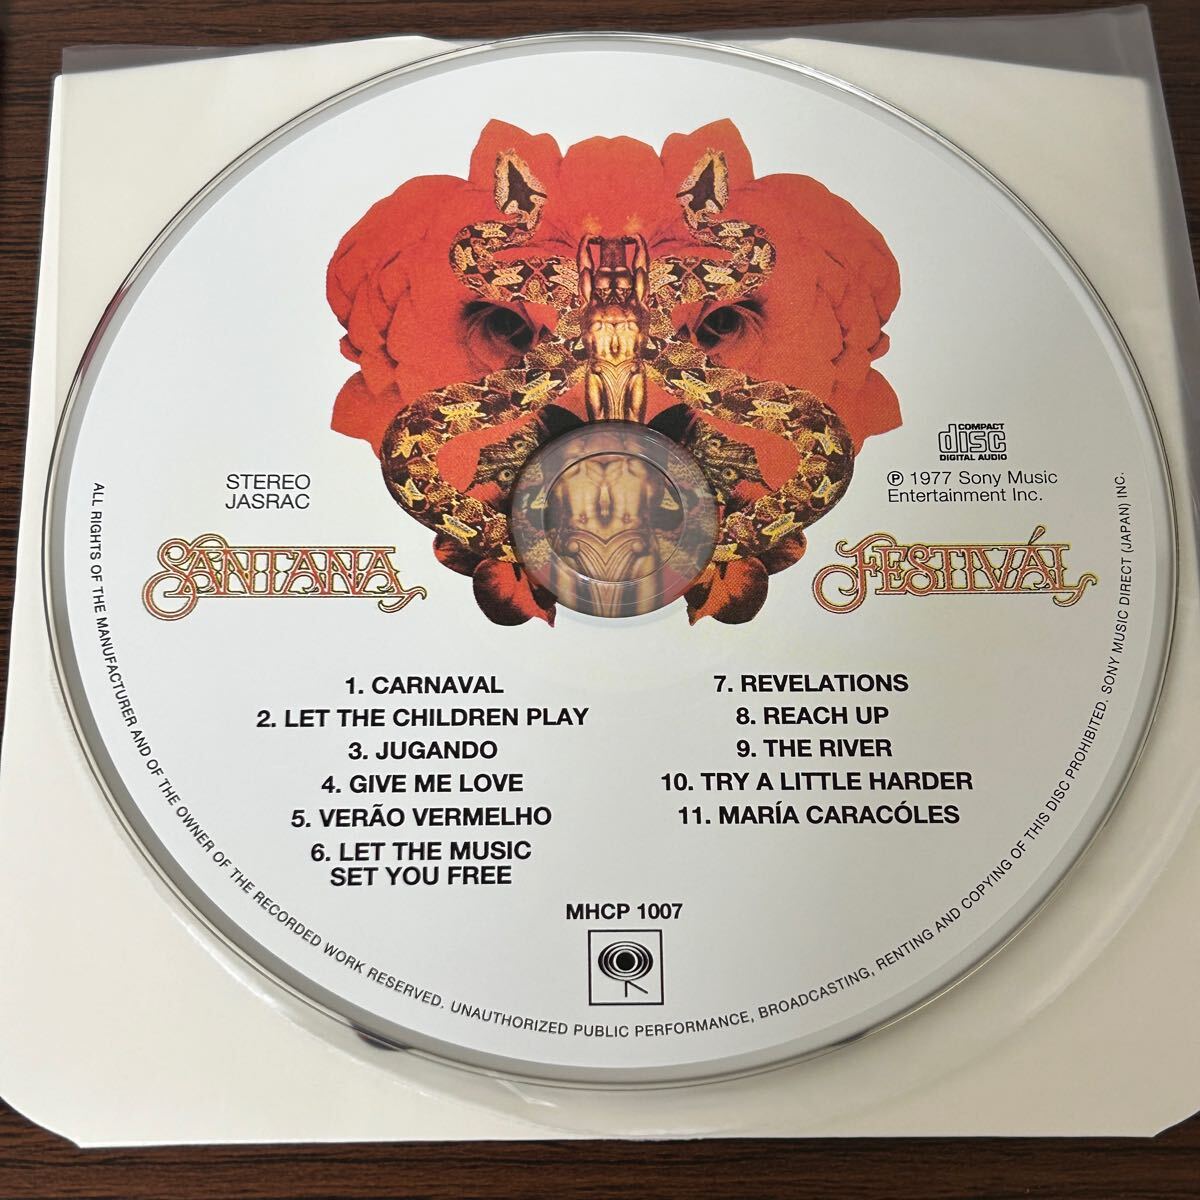 COMPACT
disc
DIGITAL AUDIO
STEREO
JASRAC
℗ 1977 Sony Music
Entertainment Inc.
SANTANA
FESTIVÁL
1. CARNAVAL
2. LET THE CHILDREN PLAY
3. JUGANDO
4. GIVE ME LOVE
5. VERÃO VERMELHO
6. LET THE MUSIC
SET YOU FREE
7. REVELATIONS
8. REACH UP
9. THE RIVER
10. TRY A LITTLE HARDER
11. MARÍA CARACÓLES
MHCP 1007
ALL RIGHTS OF THE MANUFACTURER AND OF THE OWNER OF THE RECORDED WORK RESERVED. UNAUTHORIZED PUBLIC PERFORMANCE, BROADCASTING, RENTING AND COPYING OF THIS DISC PROHIBITED. SONY MUSIC DIRECT (JAPAN) INC.